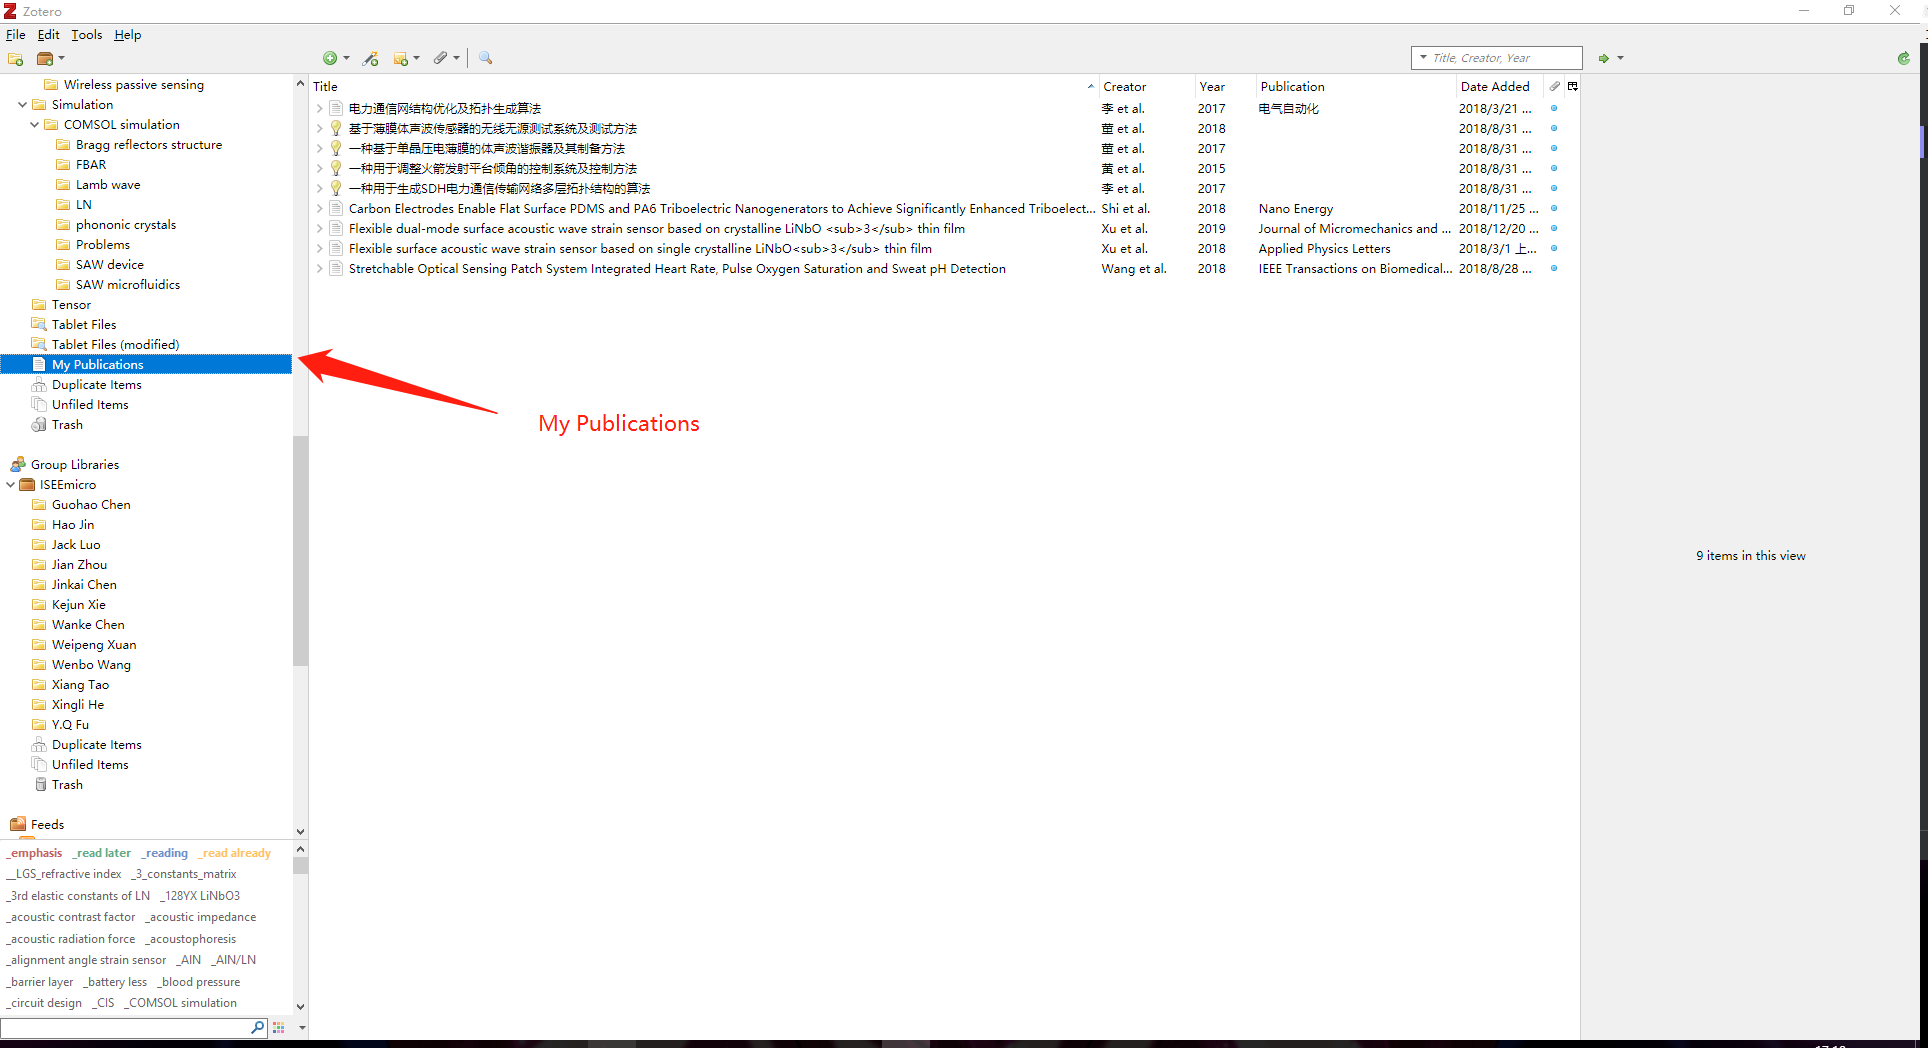 Zotero
File Edit Tools Help
Title, Creator, Year
Wireless passive sensing
Simulation
COMSOL simulation
Bragg reflectors structure
FBAR
Lamb wave
LN
phononic crystals
Problems
SAW device
SAW microfluidics
Tensor
Tablet Files
Tablet Files (modified)
My Publications
Duplicate Items
Unfiled Items
Trash
Group Libraries
ISEEmicro
Guohao Chen
Hao Jin
Jack Luo
Jian Zhou
Jinkai Chen
Kejun Xie
Wanke Chen
Weipeng Xuan
Wenbo Wang
Xiang Tao
Xingli He
Y.Q Fu
Duplicate Items
Unfiled Items
Trash
Feeds
_emphasis _read later _reading _read already
__LGS_refractive index _3_constants_matrix
_3rd elastic constants of LN _128YX LiNbO3
_acoustic contrast factor _acoustic impedance
_acoustic radiation force _acoustophoresis
_alignment angle strain sensor _AlN _AlN/LN
_barrier layer _battery less _blood pressure
_circuit design _CIS _COMSOL simulation
Title Creator Year Publication Date Added
电力通信网结构优化及拓扑生成算法 李 et al. 2017 电气自动化 2018/3/21 ...
基于薄膜体声波传感器的无线无源测试系统及测试方法 董 et al. 2018 2018/8/31 ...
一种基于单晶压电薄膜的体声波谐振器及其制备方法 董 et al. 2017 2018/8/31 ...
一种用于调整火箭发射平台倾角的控制系统及控制方法 黄 et al. 2015 2018/8/31 ...
一种用于生成SDH电力通信传输网络多层拓扑结构的算法 李 et al. 2017 2018/8/31 ...
Carbon Electrodes Enable Flat Surface PDMS and PA6 Triboelectric Nanogenerators to Achieve Significantly Enhanced Triboelect... Shi et al. 2018 Nano Energy 2018/11/25 ...
Flexible dual-mode surface acoustic wave strain sensor based on crystalline LiNbO <sub>3</sub> thin film Xu et al. 2019 Journal of Micromechanics and ... 2018/12/20 ...
Flexible surface acoustic wave strain sensor based on single crystalline LiNbO<sub>3</sub> thin film Xu et al. 2018 Applied Physics Letters 2018/3/1 上...
Stretchable Optical Sensing Patch System Integrated Heart Rate, Pulse Oxygen Saturation and Sweat pH Detection Wang et al. 2018 IEEE Transactions on Biomedical... 2018/8/28 ...
My Publications
9 items in this view